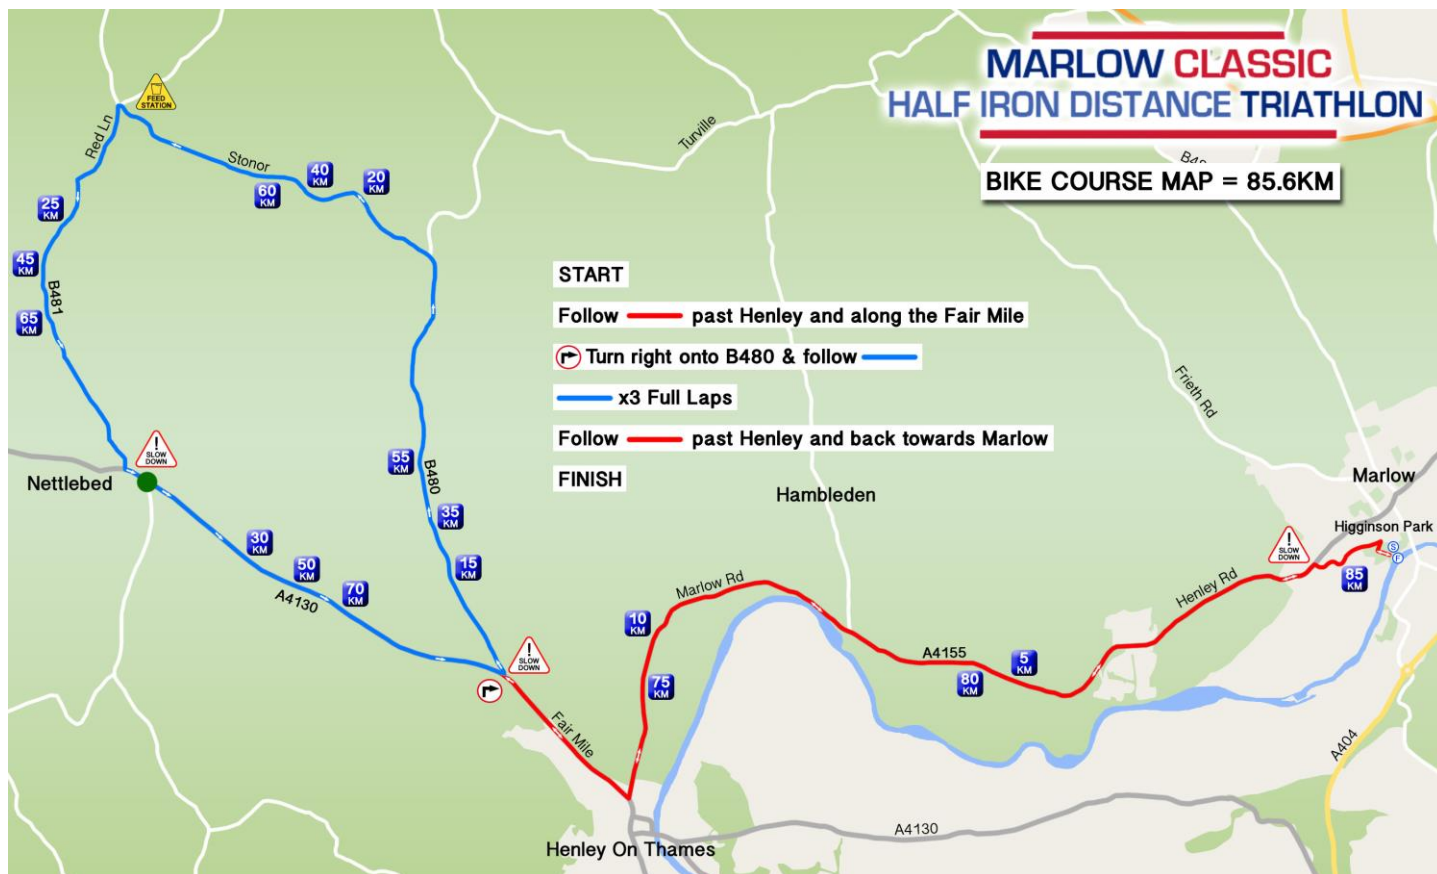 MARLOW CLASSIC
HALF IRON DISTANCE TRIATHLON
BIKE COURSE MAP = 85.6KM
FEED
STATION
Red Ln
Stonor
40
KM
20
KM
60
KM
25
KM
45
KM
B481
65
KM
Turville
START
Follow past Henley and along the Fair Mile
Turn right onto B480 & follow
x3 Full Laps
Follow past Henley and back towards Marlow
FINISH
Frieth Rd
!
SLOW
DOWN
Nettlebed
55
KM
B480
35
KM
15
KM
30
KM
50
KM
70
KM
A4130
Hambleden
Marlow
Higginson Park
S
F
!
SLOW
DOWN
85
KM
Henley Rd
Marlow Rd
10
KM
75
KM
A4155
5
KM
80
KM
!
SLOW
DOWN
Fair Mile
A404
A4130
Henley On Thames